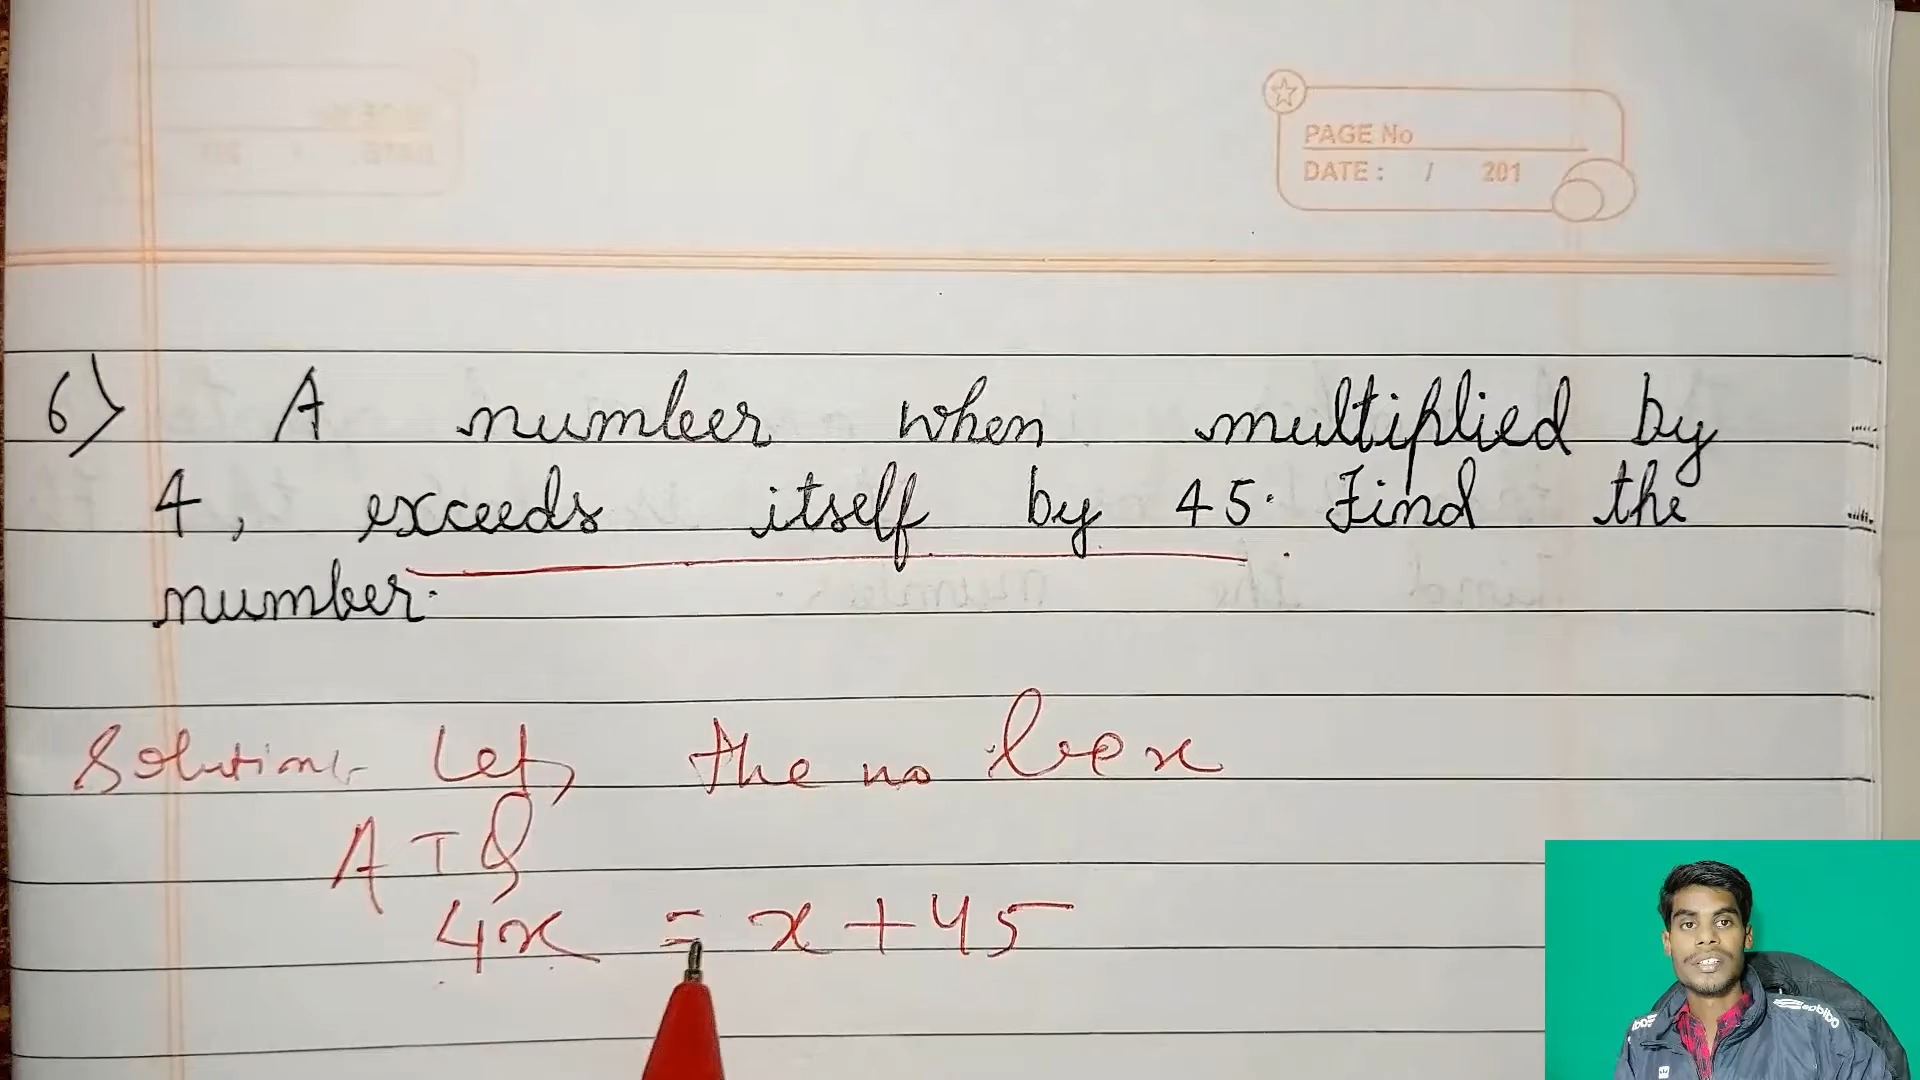 PAGE No
DATE : / 201
6) A number when multiplied by
4, exceeds itself by 45. Find the
number.
Solution:- Let, the no be x
ATQ
4x = x + 45